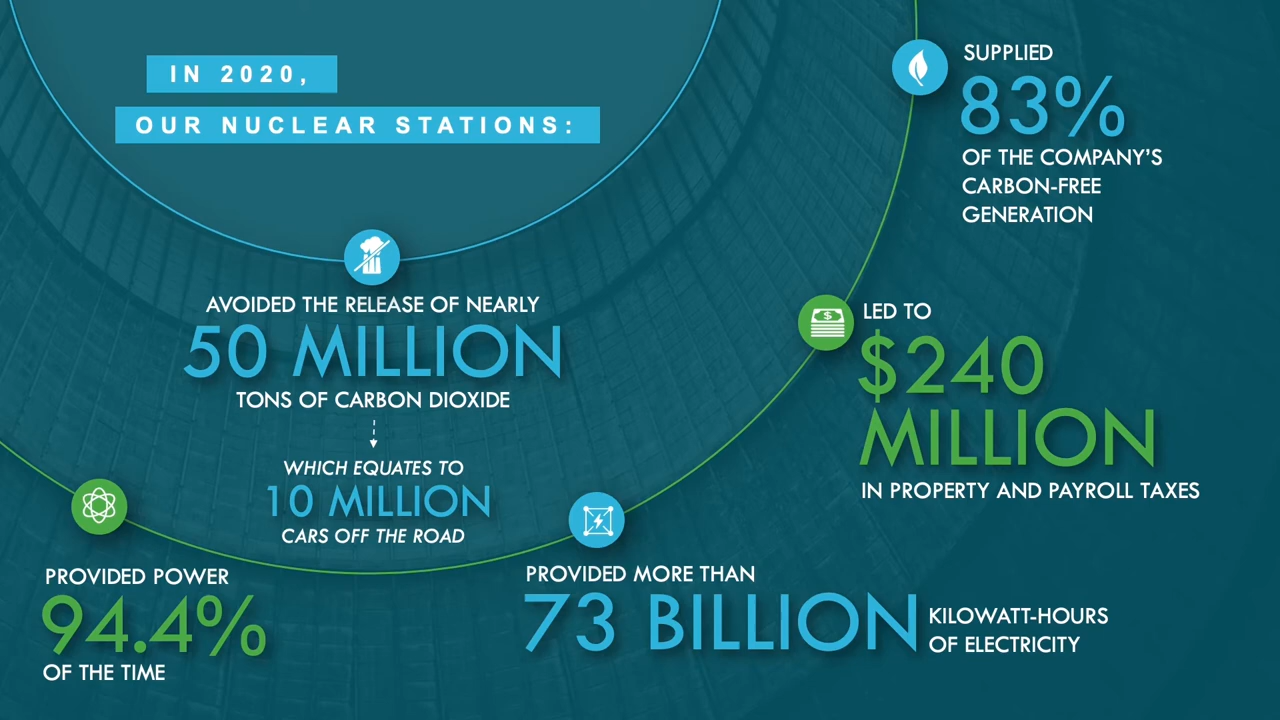 IN 2020,
OUR NUCLEAR STATIONS:
AVOIDED THE RELEASE OF NEARLY
50 MILLION
TONS OF CARBON DIOXIDE
WHICH EQUATES TO
10 MILLION
CARS OFF THE ROAD
PROVIDED POWER
94.4%
OF THE TIME
PROVIDED MORE THAN
73 BILLION
KILOWATT-HOURS
OF ELECTRICITY
LED TO
$240
MILLION
IN PROPERTY AND PAYROLL TAXES
SUPPLIED
83%
OF THE COMPANY’S
CARBON-FREE
GENERATION